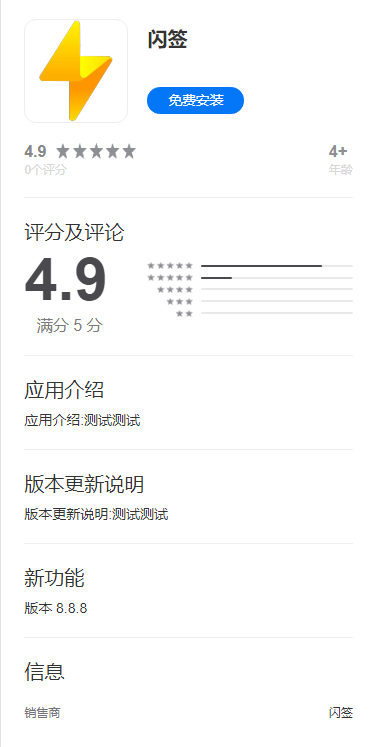 闪签
免费安装
4.9 ★★★★★
4+
0个评分
年龄
评分及评论
4.9
满分 5 分
应用介绍
应用介绍:测试测试
版本更新说明
版本更新说明:测试测试
新功能
版本 8.8.8
信息
销售商
闪签